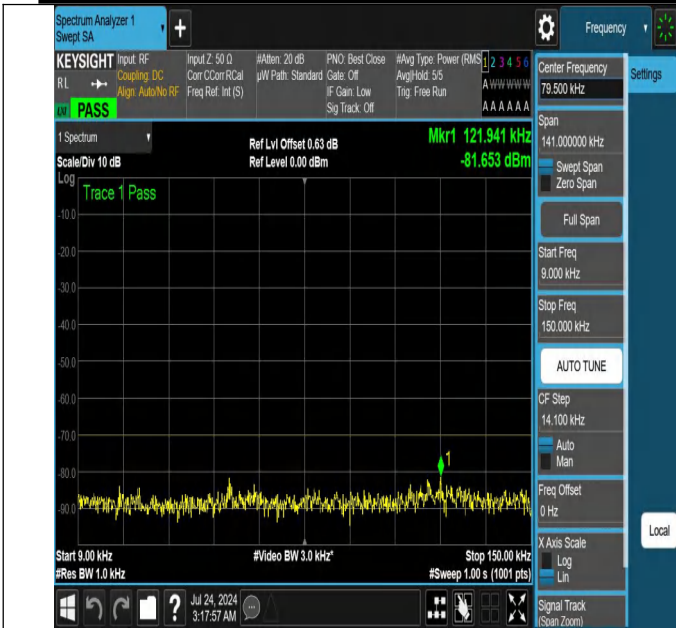 Spectrum Analyzer 1
Swept SA
+
Frequency
KEYSIGHT
Input: RF
Coupling: DC
Align: Auto/No RF
Input Z: 50 Ω
Corr CCorr RCal
Freq Ref: Int (S)
#Atten: 20 dB
µW Path: Standard
PNO: Best Close
Gate: Off
IF Gain: Low
Sig Track: Off
#Avg Type: Power (RMS
Avg|Hold: 5/5
Trig: Free Run
1 2 3 4 5 6
A W W W W W
A A A A A A
R L
LXI
PASS
1 Spectrum
Scale/Div 10 dB
Ref Lvl Offset 0.63 dB
Ref Level 0.00 dBm
Mkr1 121.941 kHz
-81.653 dBm
Log
Trace 1 Pass
-10.0
-20.0
-30.0
-40.0
-50.0
-60.0
-70.0
-80.0
-90.0
1
Start 9.00 kHz
#Res BW 1.0 kHz
#Video BW 3.0 kHz*
Stop 150.00 kHz
#Sweep 1.00 s (1001 pts)
Center Frequency
79.500 kHz
Settings
Span
141.000000 kHz
Swept Span
Zero Span
Full Span
Start Freq
9.000 kHz
Stop Freq
150.000 kHz
AUTO TUNE
CF Step
14.100 kHz
Auto
Man
Freq Offset
0 Hz
X Axis Scale
Log
Lin
Local
Signal Track
(Span Zoom)
?
Jul 24, 2024
3:17:57 AM